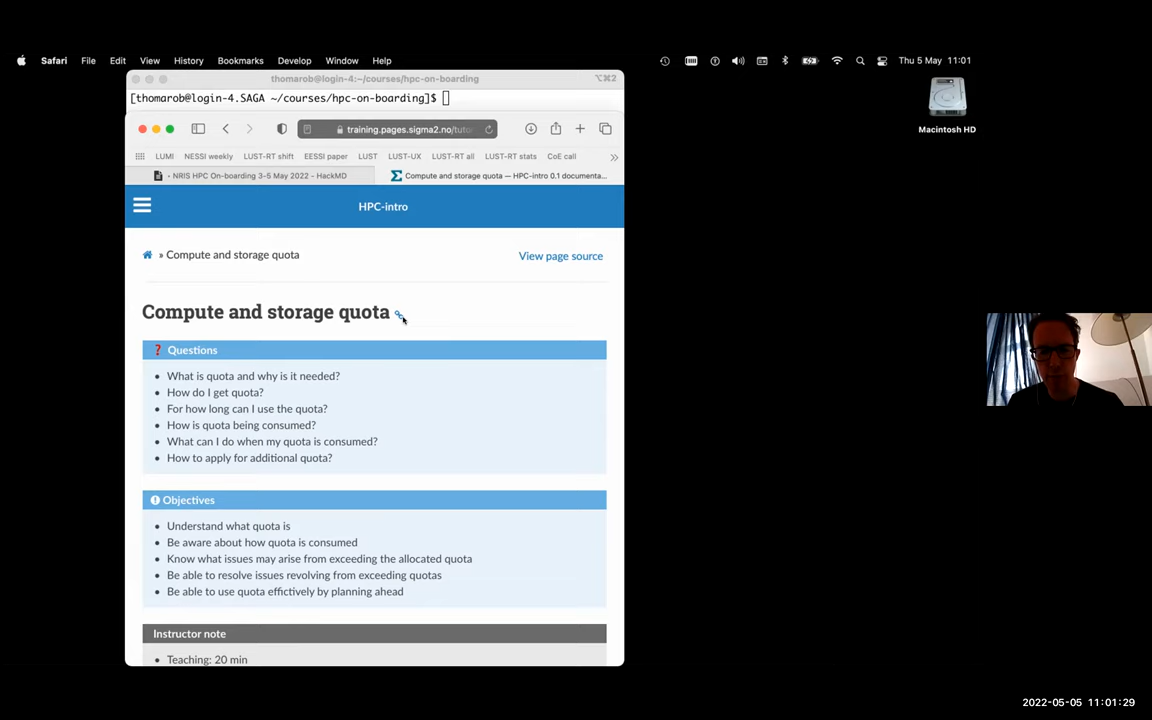 Safari File Edit View History Bookmarks Develop Window Help Thu 5 May 11:01
thomarob@login-4:~/courses/hpc-on-boarding ⌥⌘2
[thomarob@login-4.SAGA ~/courses/hpc-on-boarding]$
training.pages.sigma2.no/tuto
LUMI NESSI weekly LUST-RT shift EESSI paper LUST LUST-UX LUST-RT all LUST-RT stats CoE call »
· NRIS HPC On-boarding 3-5 May 2022 - HackMD Compute and storage quota — HPC-intro 0.1 documenta...
HPC-intro
» Compute and storage quota View page source
Compute and storage quota
Questions
• What is quota and why is it needed?
• How do I get quota?
• For how long can I use the quota?
• How is quota being consumed?
• What can I do when my quota is consumed?
• How to apply for additional quota?
Objectives
• Understand what quota is
• Be aware about how quota is consumed
• Know what issues may arise from exceeding the allocated quota
• Be able to resolve issues revolving from exceeding quotas
• Be able to use quota effictively by planning ahead
Instructor note
• Teaching: 20 min
Macintosh HD
2022-05-05 11:01:29